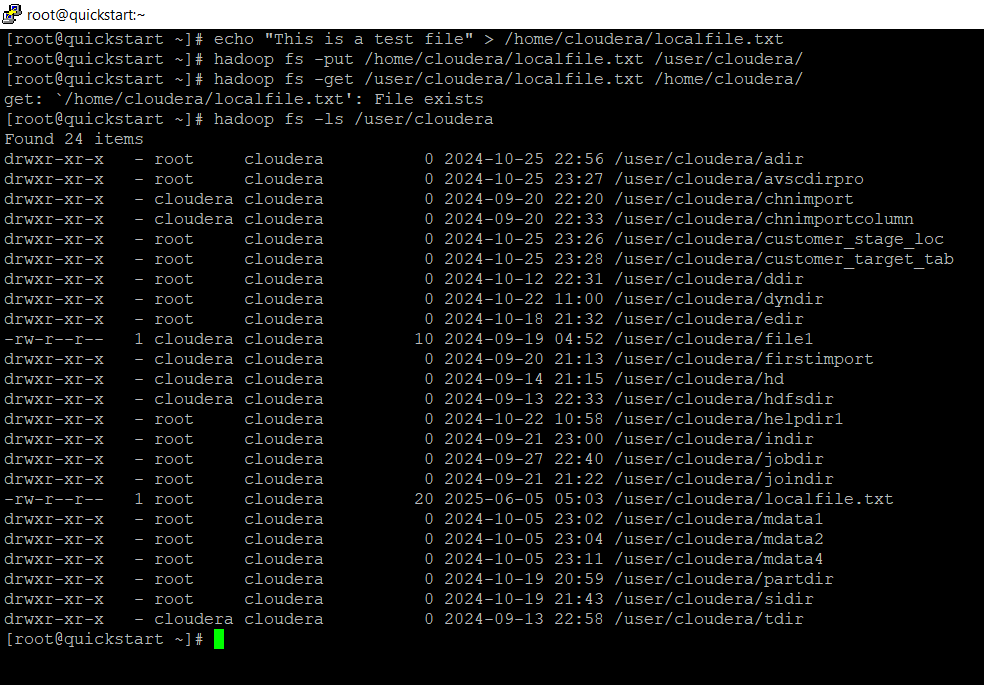 root@quickstart:~
[root@quickstart ~]# echo "This is a test file" > /home/cloudera/localfile.txt
[root@quickstart ~]# hadoop fs -put /home/cloudera/localfile.txt /user/cloudera/
[root@quickstart ~]# hadoop fs -get /user/cloudera/localfile.txt /home/cloudera/
get: `/home/cloudera/localfile.txt': File exists
[root@quickstart ~]# hadoop fs -ls /user/cloudera
Found 24 items
drwxr-xr-x   - root     cloudera          0 2024-10-25 22:56 /user/cloudera/adir
drwxr-xr-x   - root     cloudera          0 2024-10-25 23:27 /user/cloudera/avscdirpro
drwxr-xr-x   - cloudera cloudera          0 2024-09-20 22:20 /user/cloudera/chnimport
drwxr-xr-x   - cloudera cloudera          0 2024-09-20 22:33 /user/cloudera/chnimportcolumn
drwxr-xr-x   - root     cloudera          0 2024-10-25 23:26 /user/cloudera/customer_stage_loc
drwxr-xr-x   - root     cloudera          0 2024-10-25 23:28 /user/cloudera/customer_target_tab
drwxr-xr-x   - root     cloudera          0 2024-10-12 22:31 /user/cloudera/ddir
drwxr-xr-x   - root     cloudera          0 2024-10-22 11:00 /user/cloudera/dyndir
drwxr-xr-x   - root     cloudera          0 2024-10-18 21:32 /user/cloudera/edir
-rw-r--r--   1 cloudera cloudera         10 2024-09-19 04:52 /user/cloudera/file1
drwxr-xr-x   - cloudera cloudera          0 2024-09-20 21:13 /user/cloudera/firstimport
drwxr-xr-x   - cloudera cloudera          0 2024-09-14 21:15 /user/cloudera/hd
drwxr-xr-x   - cloudera cloudera          0 2024-09-13 22:33 /user/cloudera/hdfsdir
drwxr-xr-x   - root     cloudera          0 2024-10-22 10:58 /user/cloudera/helpdir1
drwxr-xr-x   - root     cloudera          0 2024-09-21 23:00 /user/cloudera/indir
drwxr-xr-x   - root     cloudera          0 2024-09-27 22:40 /user/cloudera/jobdir
drwxr-xr-x   - root     cloudera          0 2024-09-21 21:22 /user/cloudera/joindir
-rw-r--r--   1 root     cloudera         20 2025-06-05 05:03 /user/cloudera/localfile.txt
drwxr-xr-x   - root     cloudera          0 2024-10-05 23:02 /user/cloudera/mdata1
drwxr-xr-x   - root     cloudera          0 2024-10-05 23:04 /user/cloudera/mdata2
drwxr-xr-x   - root     cloudera          0 2024-10-05 23:11 /user/cloudera/mdata4
drwxr-xr-x   - root     cloudera          0 2024-10-19 20:59 /user/cloudera/partdir
drwxr-xr-x   - root     cloudera          0 2024-10-19 21:43 /user/cloudera/sidir
drwxr-xr-x   - cloudera cloudera          0 2024-09-13 22:58 /user/cloudera/tdir
[root@quickstart ~]#